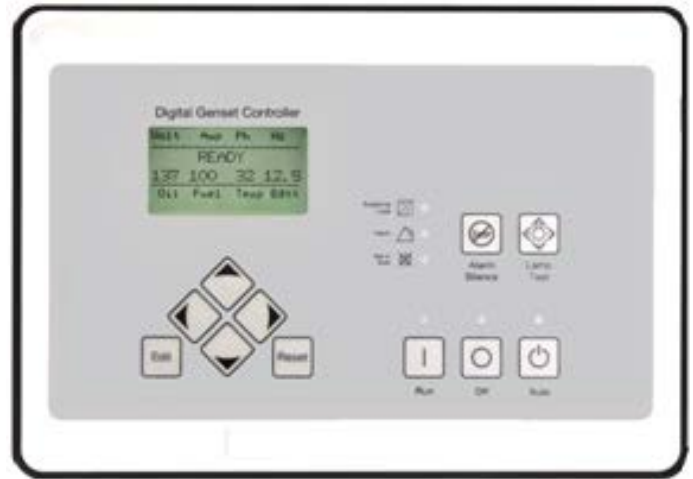 Digital Genset Controller
Volt Amp Ph Hz
READY
137 100 32 12.5
Oil Fuel Temp Batt
Alarm Silence
Lamp Test
Edit
Reset
Run
Off
Auto